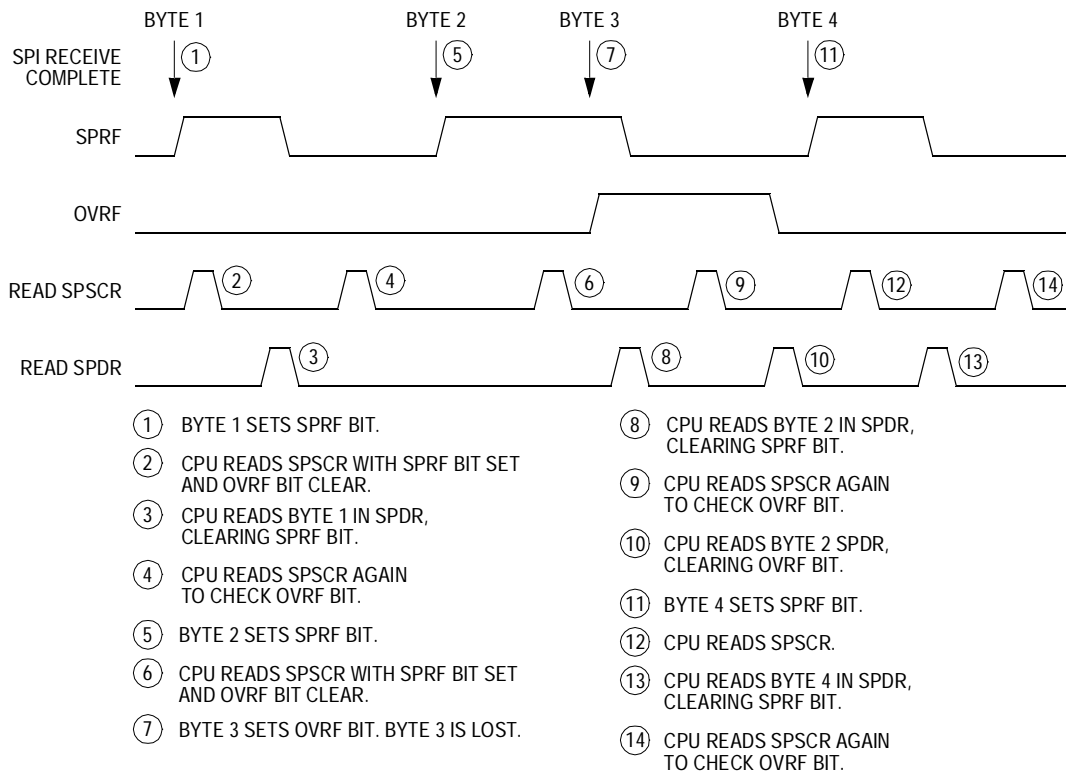 BYTE 1 BYTE 2 BYTE 3 BYTE 4
SPI RECEIVE
COMPLETE
1 5 7 11
SPRF
OVRF
READ SPSCR
2 4 6 9 12 14
READ SPDR
3 8 10 13
1 BYTE 1 SETS SPRF BIT.
2 CPU READS SPSCR WITH SPRF BIT SET
AND OVRF BIT CLEAR.
3 CPU READS BYTE 1 IN SPDR,
CLEARING SPRF BIT.
4 CPU READS SPSCR AGAIN
TO CHECK OVRF BIT.
5 BYTE 2 SETS SPRF BIT.
6 CPU READS SPSCR WITH SPRF BIT SET
AND OVRF BIT CLEAR.
7 BYTE 3 SETS OVRF BIT. BYTE 3 IS LOST.
8 CPU READS BYTE 2 IN SPDR,
CLEARING SPRF BIT.
9 CPU READS SPSCR AGAIN
TO CHECK OVRF BIT.
10 CPU READS BYTE 2 SPDR,
CLEARING OVRF BIT.
11 BYTE 4 SETS SPRF BIT.
12 CPU READS SPSCR.
13 CPU READS BYTE 4 IN SPDR,
CLEARING SPRF BIT.
14 CPU READS SPSCR AGAIN
TO CHECK OVRF BIT.